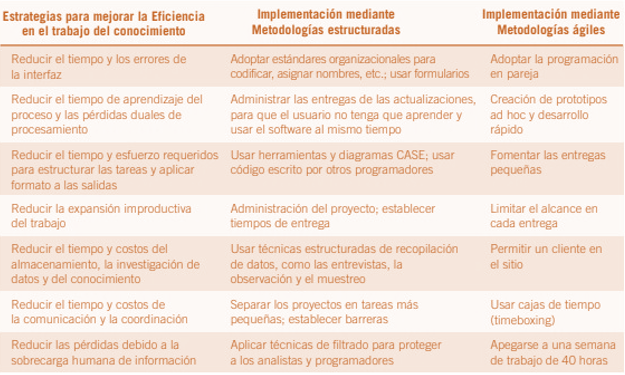 Estrategias para mejorar la Eficiencia
en el trabajo del conocimiento
Implementación mediante
Metodologías estructuradas
Implementación mediante
Metodologías ágiles
Reducir el tiempo y los errores de
la interfaz
Adoptar estándares organizacionales para
codificar, asignar nombres, etc.; usar formularios
Adoptar la programación
en pareja
Reducir el tiempo de aprendizaje del
proceso y las pérdidas duales de
procesamiento
Administrar las entregas de las actualizaciones,
para que el usuario no tenga que aprender y
usar el software al mismo tiempo
Creación de prototipos
ad hoc y desarrollo
rápido
Reducir el tiempo y esfuerzo requeridos
para estructurar las tareas y aplicar
formato a las salidas
Usar herramientas y diagramas CASE; usar
código escrito por otros programadores
Fomentar las entregas
pequeñas
Reducir la expansión improductiva
del trabajo
Administración del proyecto; establecer
tiempos de entrega
Limitar el alcance en
cada entrega
Reducir el tiempo y costos del
almacenamiento, la investigación de
datos y del conocimiento
Usar técnicas estructuradas de recopilación
de datos, como las entrevistas, la
observación y el muestreo
Permitir un cliente en
el sitio
Reducir el tiempo y costos de
la comunicación y la coordinación
Separar los proyectos en tareas más
pequeñas; establecer barreras
Usar cajas de tiempo
(timeboxing)
Reducir las pérdidas debido a la
sobrecarga humana de información
Aplicar técnicas de filtrado para proteger
a los analistas y programadores
Apegarse a una semana
de trabajo de 40 horas